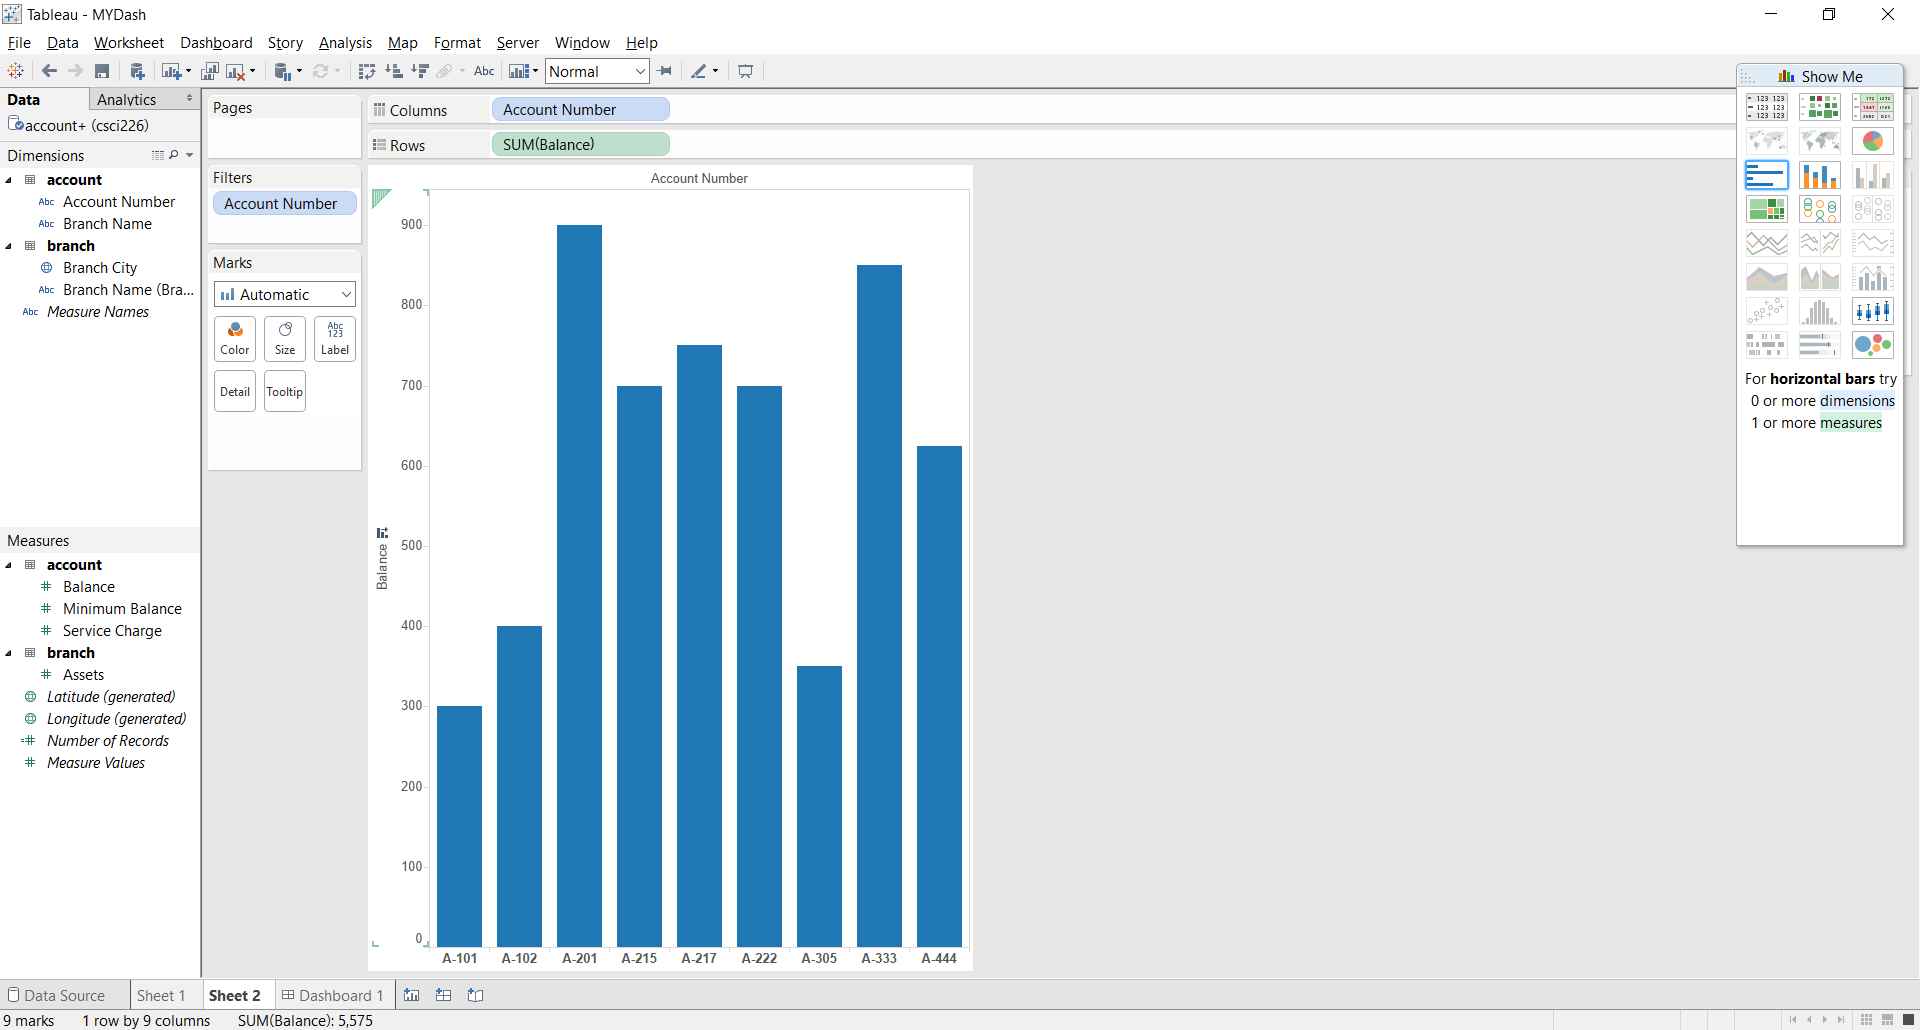 Tableau - MYDash
File Data Worksheet Dashboard Story Analysis Map Format Server Window Help
Abc Normal
Data Analytics
account+ (csci226)
Dimensions
account
Abc Account Number
Abc Branch Name
branch
Branch City
Abc Branch Name (Bra...
Abc Measure Names
Measures
account
# Balance
# Minimum Balance
# Service Charge
branch
# Assets
Latitude (generated)
Longitude (generated)
=# Number of Records
# Measure Values
Pages
Filters
Account Number
Marks
Automatic
Color Size Abc 123 Label
Detail Tooltip
Columns Account Number
Rows SUM(Balance)
Account Number
Balance
900
800
700
600
500
400
300
200
100
0
A-101 A-102 A-201 A-215 A-217 A-222 A-305 A-333 A-444
Show Me
For horizontal bars try
0 or more dimensions
1 or more measures
Data Source Sheet 1 Sheet 2 Dashboard 1
9 marks 1 row by 9 columns SUM(Balance): 5,575